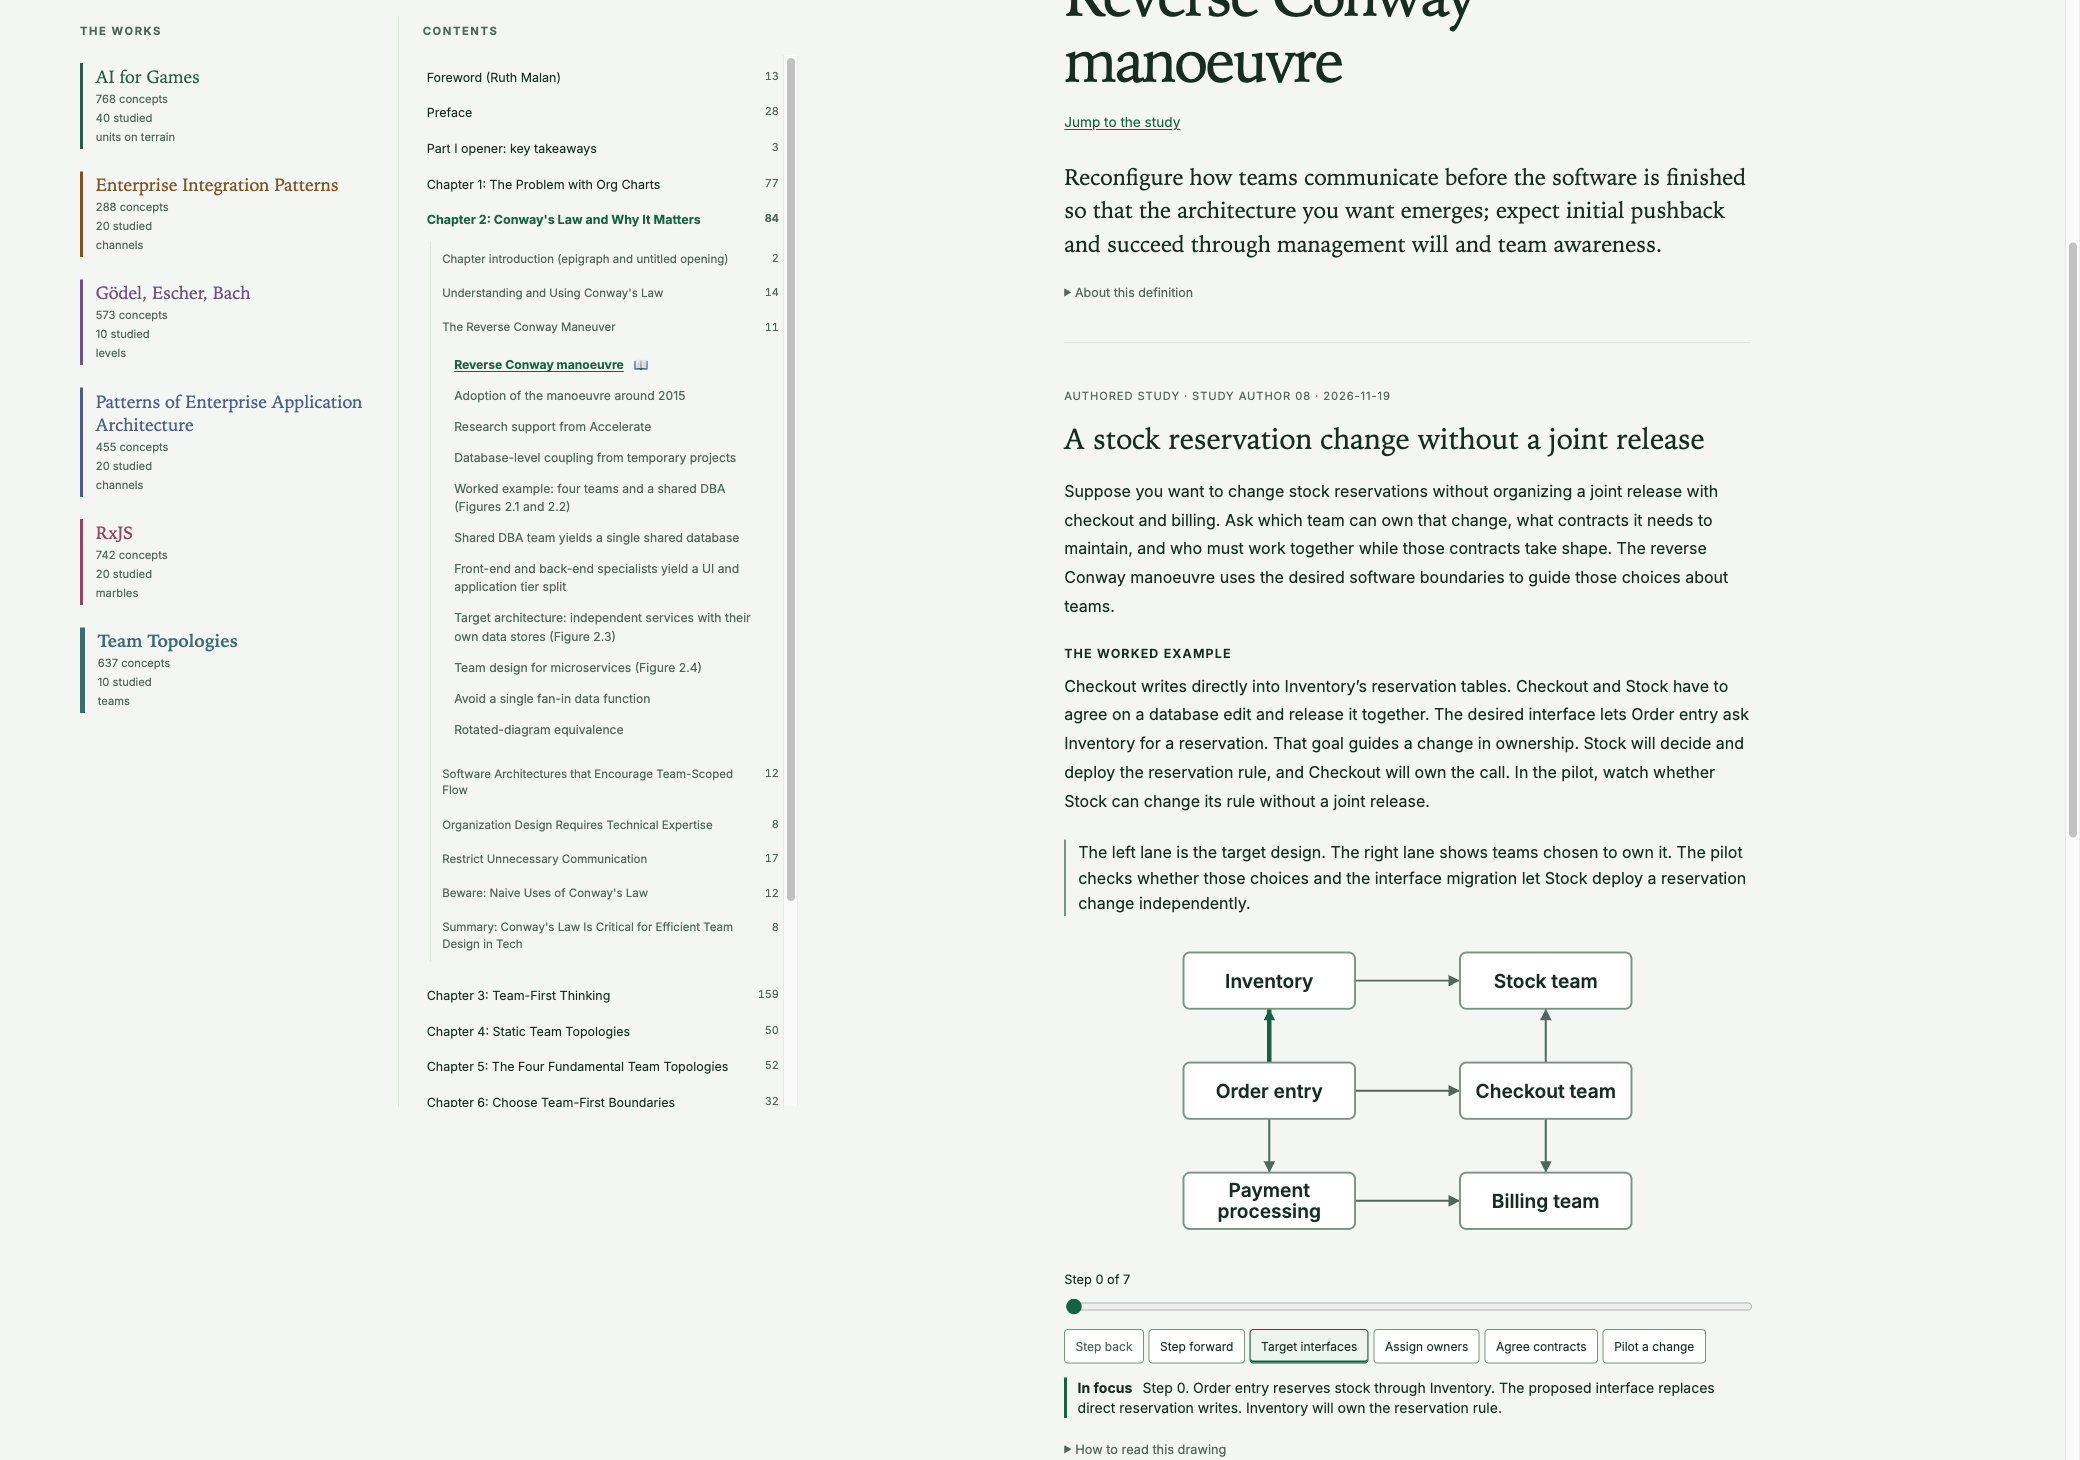 THE WORKS
AI for Games
768 concepts
40 studied
units on terrain
Enterprise Integration Patterns
288 concepts
20 studied
channels
Gödel, Escher, Bach
573 concepts
10 studied
levels
Patterns of Enterprise Application
Architecture
455 concepts
20 studied
channels
RxJS
742 concepts
20 studied
marbles
Team Topologies
637 concepts
10 studied
teams
CONTENTS
Foreword (Ruth Malan) 13
Preface 28
Part I opener: key takeaways 3
Chapter 1: The Problem with Org Charts 77
Chapter 2: Conway's Law and Why It Matters 84
Chapter introduction (epigraph and untitled opening) 2
Understanding and Using Conway's Law 14
The Reverse Conway Maneuver 11
Reverse Conway manoeuvre
Adoption of the manoeuvre around 2015
Research support from Accelerate
Database-level coupling from temporary projects
Worked example: four teams and a shared DBA
(Figures 2.1 and 2.2)
Shared DBA team yields a single shared database
Front-end and back-end specialists yield a UI and
application tier split
Target architecture: independent services with their
own data stores (Figure 2.3)
Team design for microservices (Figure 2.4)
Avoid a single fan-in data function
Rotated-diagram equivalence
Software Architectures that Encourage Team-Scoped 12
Flow
Organization Design Requires Technical Expertise 8
Restrict Unnecessary Communication 17
Beware: Naive Uses of Conway's Law 12
Summary: Conway's Law Is Critical for Efficient Team 8
Design in Tech
Chapter 3: Team-First Thinking 159
Chapter 4: Static Team Topologies 50
Chapter 5: The Four Fundamental Team Topologies 52
Chapter 6: Choose Team-First Boundaries 32
Reverse Conway
manoeuvre
Jump to the study
Reconfigure how teams communicate before the software is finished
so that the architecture you want emerges; expect initial pushback
and succeed through management will and team awareness.
About this definition
AUTHORED STUDY · STUDY AUTHOR 08 · 2026-11-19
A stock reservation change without a joint release
Suppose you want to change stock reservations without organizing a joint release with
checkout and billing. Ask which team can own that change, what contracts it needs to
maintain, and who must work together while those contracts take shape. The reverse
Conway manoeuvre uses the desired software boundaries to guide those choices about
teams.
THE WORKED EXAMPLE
Checkout writes directly into Inventory’s reservation tables. Checkout and Stock have to
agree on a database edit and release it together. The desired interface lets Order entry ask
Inventory for a reservation. That goal guides a change in ownership. Stock will decide and
deploy the reservation rule, and Checkout will own the call. In the pilot, watch whether
Stock can change its rule without a joint release.
The left lane is the target design. The right lane shows teams chosen to own it. The pilot
checks whether those choices and the interface migration let Stock deploy a reservation
change independently.
Inventory Stock team
Order entry Checkout team
Payment
processing Billing team
Step 0 of 7
Step back Step forward Target interfaces Assign owners Agree contracts Pilot a change
In focus Step 0. Order entry reserves stock through Inventory. The proposed interface replaces
direct reservation writes. Inventory will own the reservation rule.
How to read this drawing